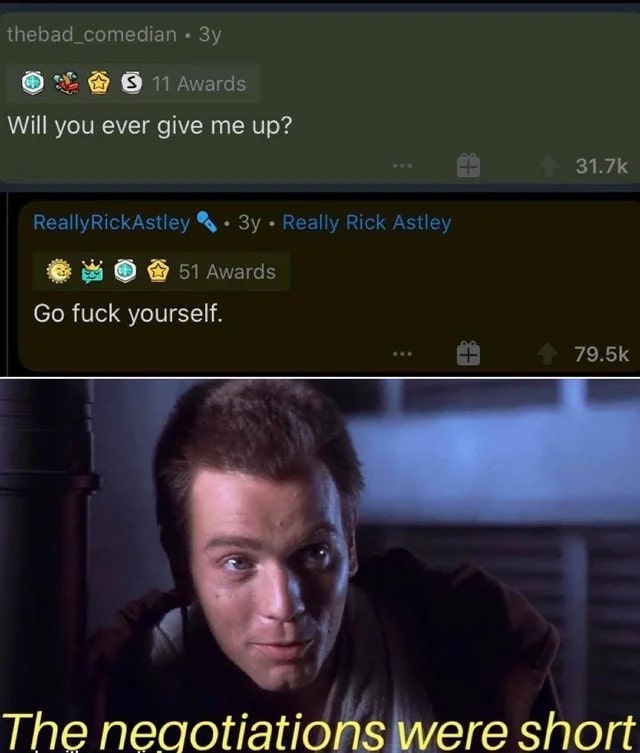 thebad_comedian • 3y
11 Awards
Will you ever give me up?
31.7k
ReallyRickAstley • 3y • Really Rick Astley
51 Awards
Go fuck yourself.
79.5k
The negotiations were short